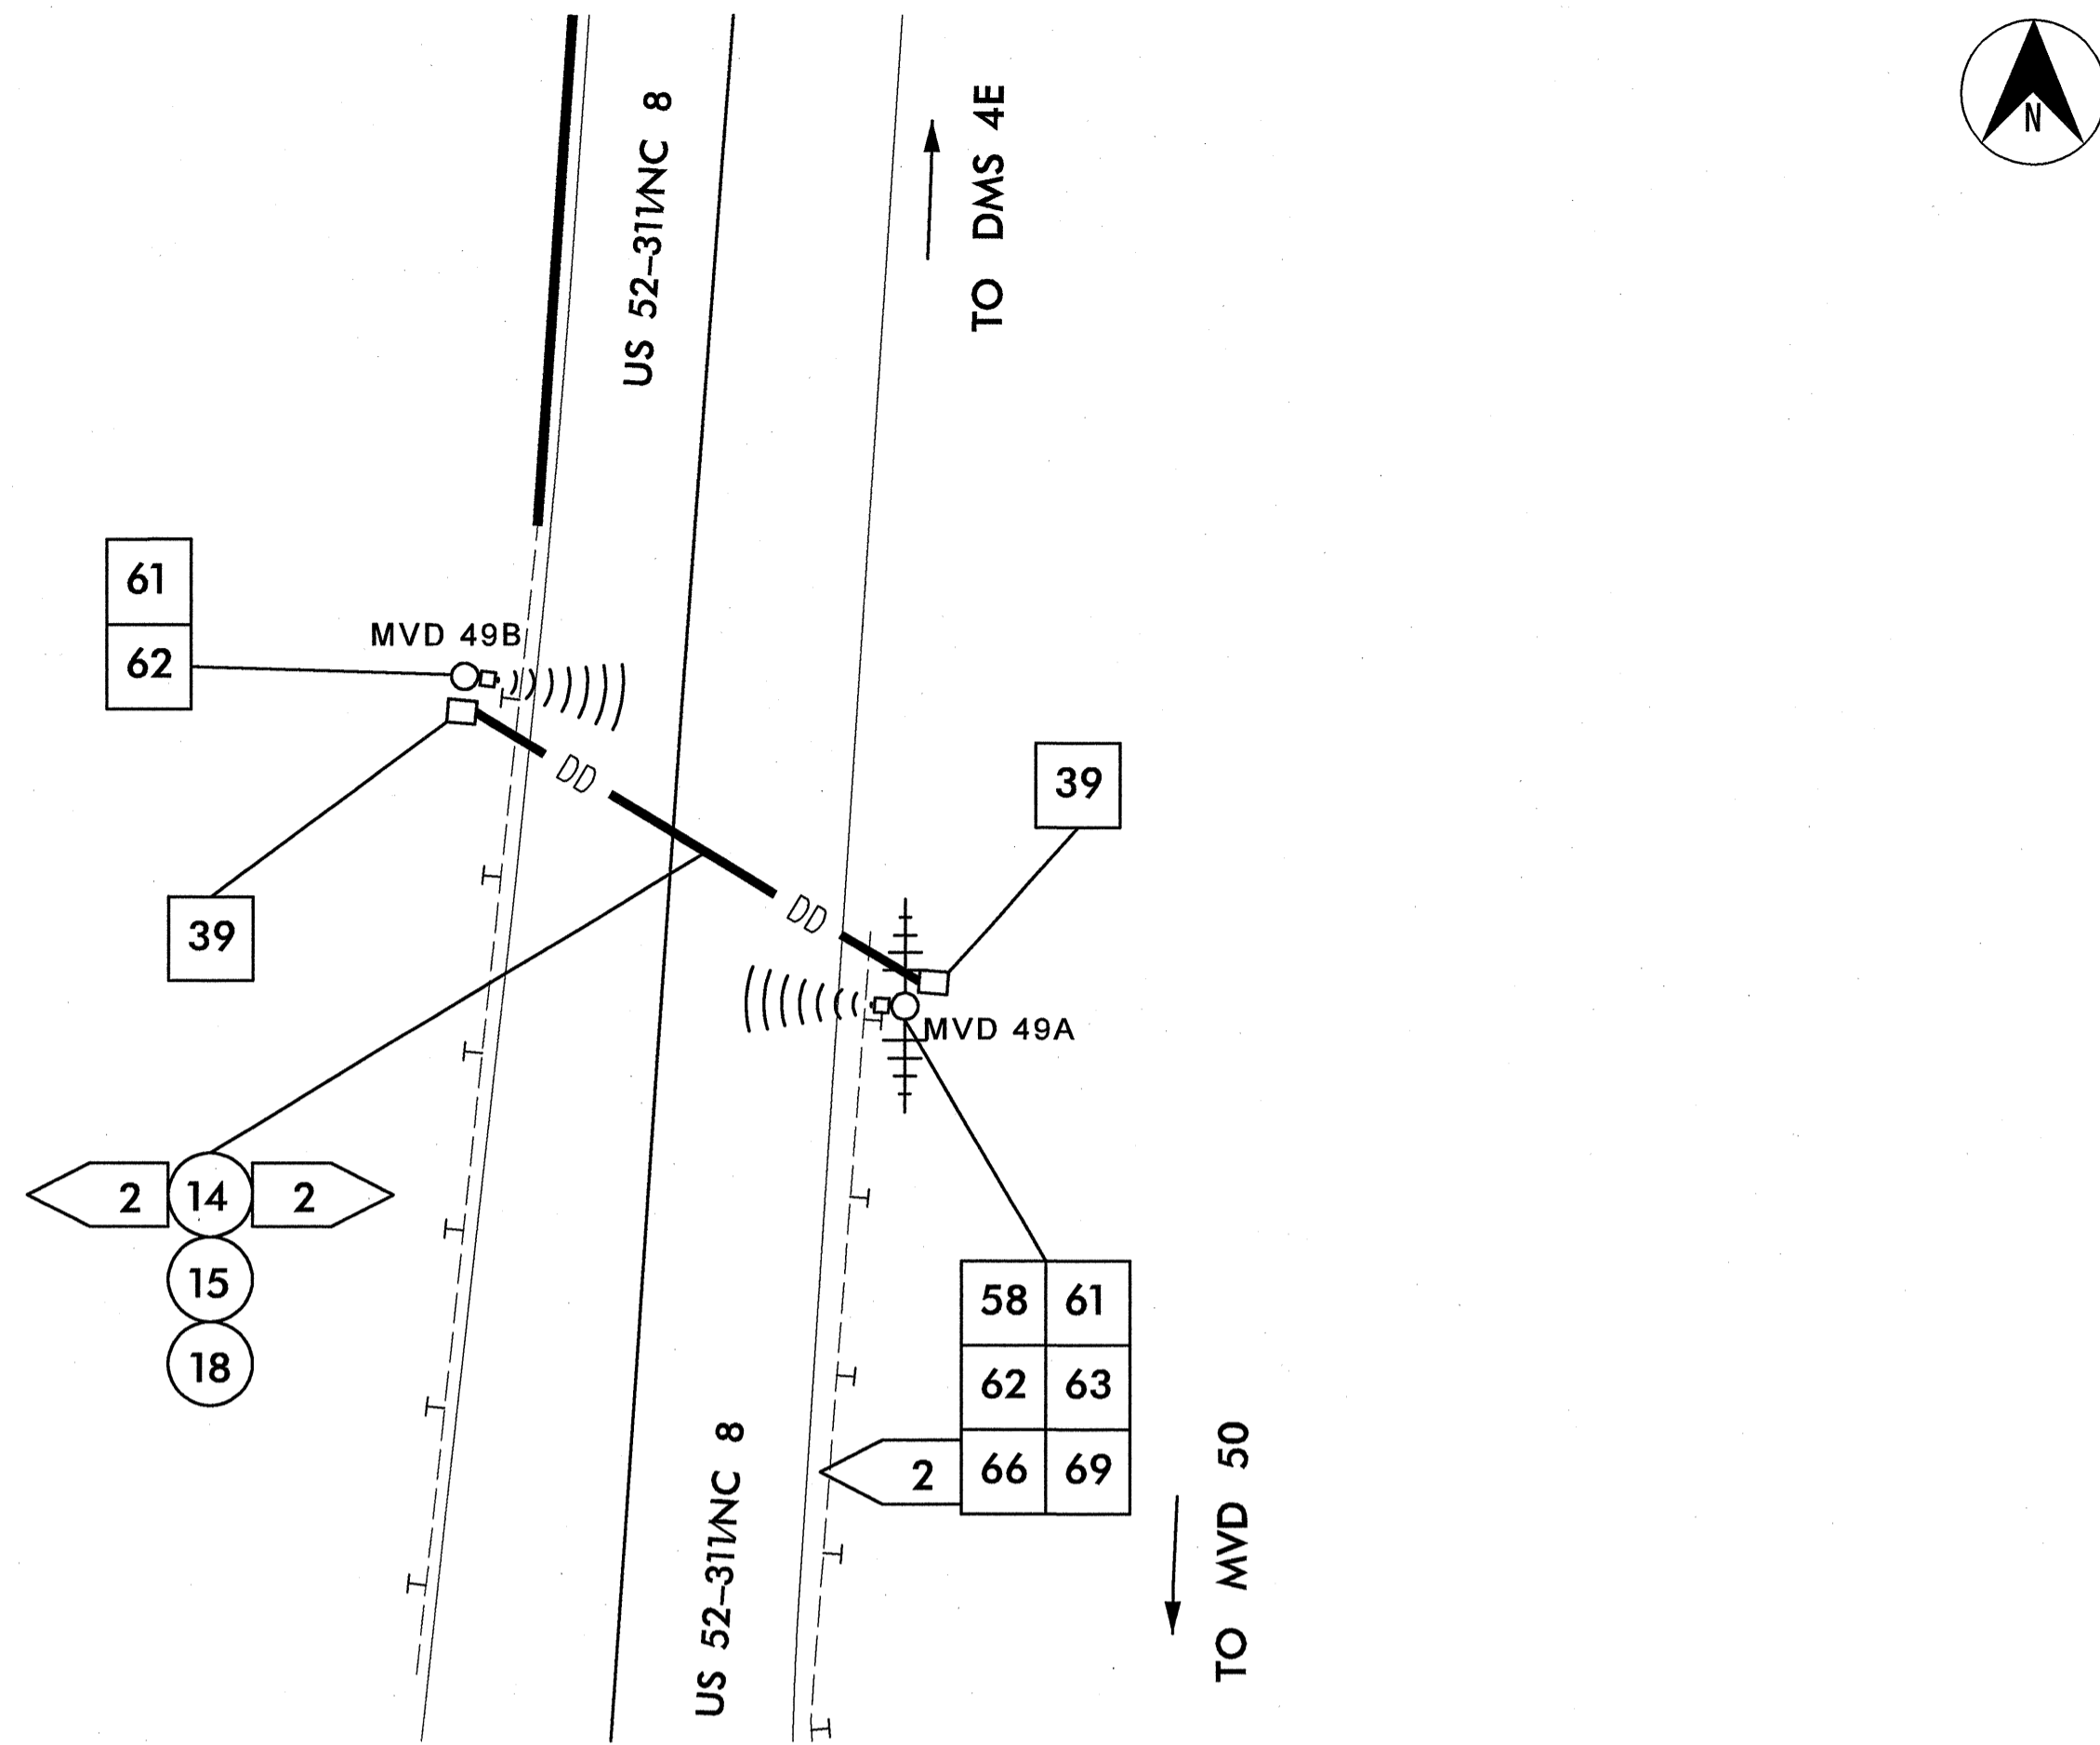 US 52-311/NC 8
TO DMS 4E
N
61
62
MVD 49B
DD
39
39
DD
MVD 49A
2 14 2
15
18
58 61
62 63
2 66 69
US 52-311/NC 8
TO MVD 50